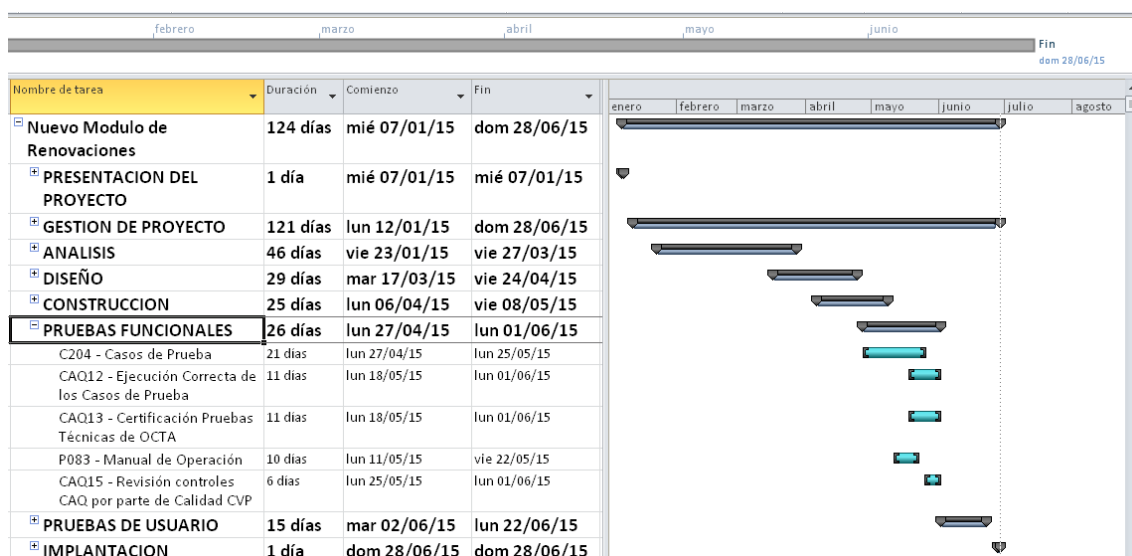 febrero marzo abril mayo junio
Fin
dom 28/06/15
Nombre de tarea Duración Comienzo Fin
enero febrero marzo abril mayo junio julio agosto
Nuevo Modulo de 124 días mié 07/01/15 dom 28/06/15
Renovaciones
PRESENTACION DEL 1 día mié 07/01/15 mié 07/01/15
PROYECTO
GESTION DE PROYECTO 121 días lun 12/01/15 dom 28/06/15
ANALISIS 46 días vie 23/01/15 vie 27/03/15
DISEÑO 29 días mar 17/03/15 vie 24/04/15
CONSTRUCCION 25 días lun 06/04/15 vie 08/05/15
PRUEBAS FUNCIONALES 26 días lun 27/04/15 lun 01/06/15
C204 - Casos de Prueba 21 días lun 27/04/15 lun 25/05/15
CAQ12 - Ejecución Correcta de 11 días lun 18/05/15 lun 01/06/15
los Casos de Prueba
CAQ13 - Certificación Pruebas 11 días lun 18/05/15 lun 01/06/15
Técnicas de OCTA
P083 - Manual de Operación 10 días lun 11/05/15 vie 22/05/15
CAQ15 - Revisión controles 6 días lun 25/05/15 lun 01/06/15
CAQ por parte de Calidad CVP
PRUEBAS DE USUARIO 15 días mar 02/06/15 lun 22/06/15
IMPLANTACION 1 día dom 28/06/15 dom 28/06/15